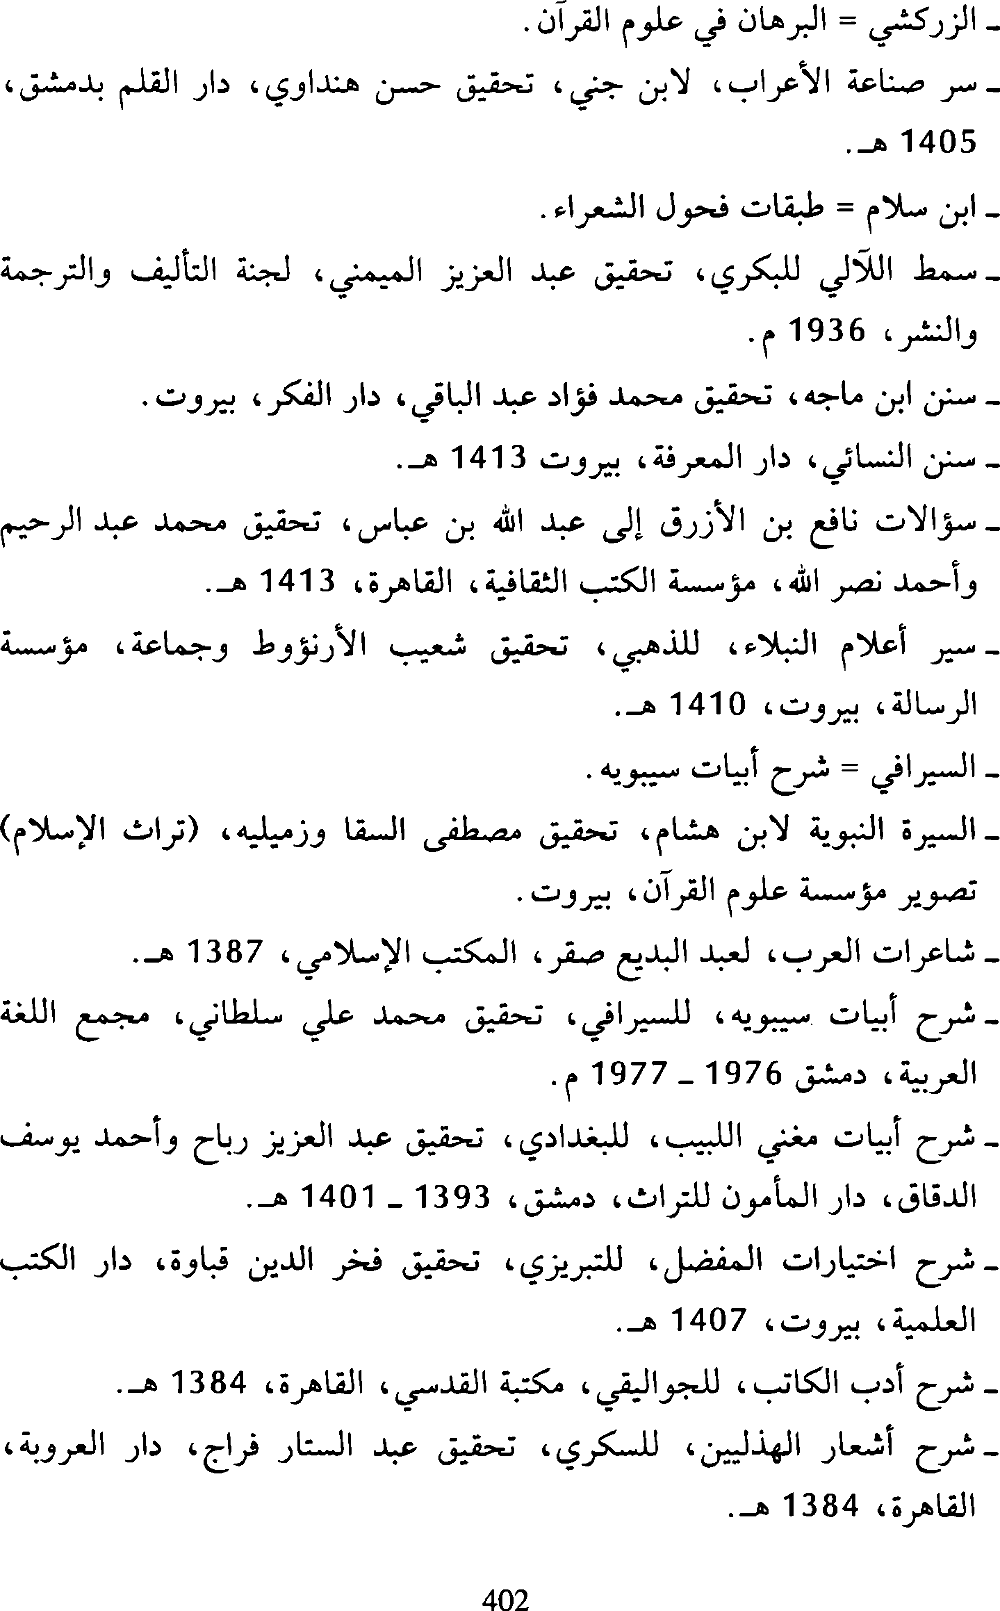 ـ الزركشي = البرهان في علوم القرآن.
ـ سر صناعة الأعراب، لابن جني، تحقيق حسن هنداوي، دار القلم بدمشق،
1405 هـ.
ـ ابن سلام = طبقات فحول الشعراء.
ـ سمط اللآلي للبكري، تحقيق عبد العزيز الميمني، لجنة التأليف والترجمة
والنشر، 1936 م.
ـ سنن ابن ماجه، تحقيق محمد فؤاد عبد الباقي، دار الفكر، بيروت.
ـ سنن النسائي، دار المعرفة، بيروت 1413 هـ.
ـ سؤالات نافع بن الأزرق إلى عبد الله بن عباس، تحقيق محمد عبد الرحيم
وأحمد نصر الله، مؤسسة الكتب الثقافية، القاهرة، 1413 هـ.
ـ سير أعلام النبلاء، للذهبي، تحقيق شعيب الأرنؤوط وجماعة، مؤسسة
الرسالة، بيروت، 1410 هـ.
ـ السيرافي = شرح أبيات سيبويه.
ـ السيرة النبوية لابن هشام، تحقيق مصطفى السقا وزميليه، (تراث الإسلام)
تصوير مؤسسة علوم القرآن، بيروت.
ـ شاعرات العرب، لعبد البديع صقر، المكتب الإسلامي، 1387 هـ.
ـ شرح أبيات سيبويه، للسيرافي، تحقيق محمد علي سلطاني، مجمع اللغة
العربية، دمشق 1976 ـ 1977 م.
ـ شرح أبيات مغني اللبيب، للبغدادي، تحقيق عبد العزيز رباح وأحمد يوسف
الدقاق، دار المأمون للتراث، دمشق، 1393 ـ 1401 هـ.
ـ شرح اختيارات المفضل، للتبريزي، تحقيق فخر الدين قباوة، دار الكتب
العلمية، بيروت، 1407 هـ.
ـ شرح أدب الكاتب، للجواليقي، مكتبة القدسي، القاهرة، 1384 هـ.
ـ شرح أشعار الهذليين، للسكري، تحقيق عبد الستار فراج، دار العروبة،
القاهرة، 1384 هـ.
402